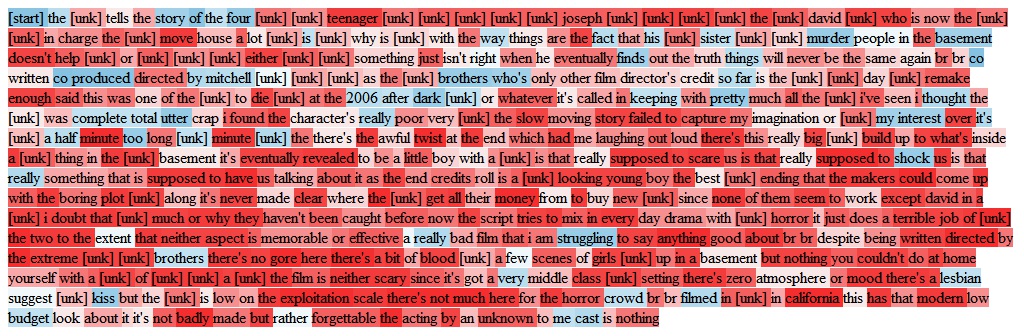 [start] the [unk] tells the story of the four [unk] [unk] teenager [unk] [unk] [unk] [unk] [unk] joseph [unk] [unk] [unk] [unk] the [unk] david [unk] who is now the [unk]
[unk] in charge the [unk] move house a lot [unk] is [unk] why is [unk] with the way things are the fact that his [unk] sister [unk] [unk] murder people in the basement
doesn't help [unk] or [unk] [unk] [unk] either [unk] [unk] something just isn't right when he eventually finds out the truth things will never be the same again br br co
written co produced directed by mitchell [unk] [unk] [unk] as the [unk] brothers who's only other film director's credit so far is the [unk] [unk] day [unk] remake
enough said this was one of the [unk] to die [unk] at the 2006 after dark [unk] or whatever it's called in keeping with pretty much all the [unk] i've seen i thought the
[unk] was complete total utter crap i found the character's really poor very [unk] the slow moving story failed to capture my imagination or [unk] my interest over it's
[unk] a half minute too long [unk] minute [unk] the there's the awful twist at the end which had me laughing out loud there's this really big [unk] build up to what's inside
a [unk] thing in the [unk] basement it's eventually revealed to be a little boy with a [unk] is that really supposed to scare us is that really supposed to shock us is that
really something that is supposed to have us talking about it as the end credits roll is a [unk] looking young boy the best [unk] ending that the makers could come up
with the boring plot [unk] along it's never made clear where the [unk] get all their money from to buy new [unk] since none of them seem to work except david in a
[unk] i doubt that [unk] much or why they haven't been caught before now the script tries to mix in every day drama with [unk] horror it just does a terrible job of [unk]
the two to the extent that neither aspect is memorable or effective a really bad film that i am struggling to say anything good about br br despite being written directed by
the extreme [unk] [unk] brothers there's no gore here there's a bit of blood [unk] a few scenes of girls [unk] up in a basement but nothing you couldn't do at home
yourself with a [unk] of [unk] [unk] a [unk] the film is neither scary since it's got a very middle class [unk] setting there's zero atmosphere or mood there's a lesbian
suggest [unk] kiss but the [unk] is low on the exploitation scale there's not much here for the horror crowd br br filmed in [unk] in california this has that modern low
budget look about it it's not badly made but rather forgettable the acting by an unknown to me cast is nothing